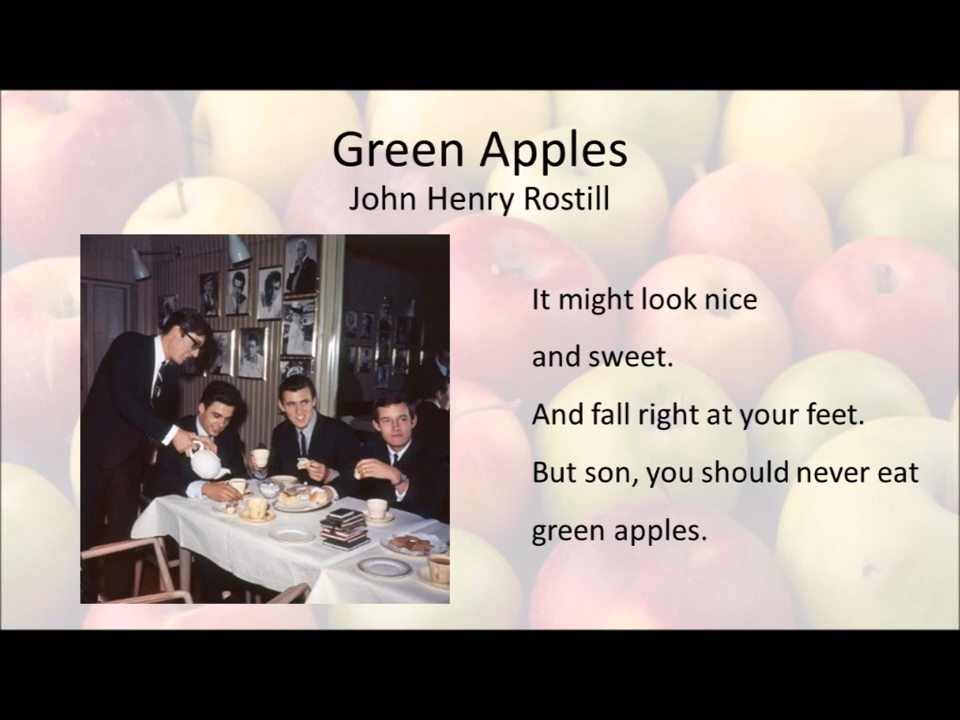 Green Apples
John Henry Rostill
It might look nice
and sweet.
And fall right at your feet.
But son, you should never eat
green apples.